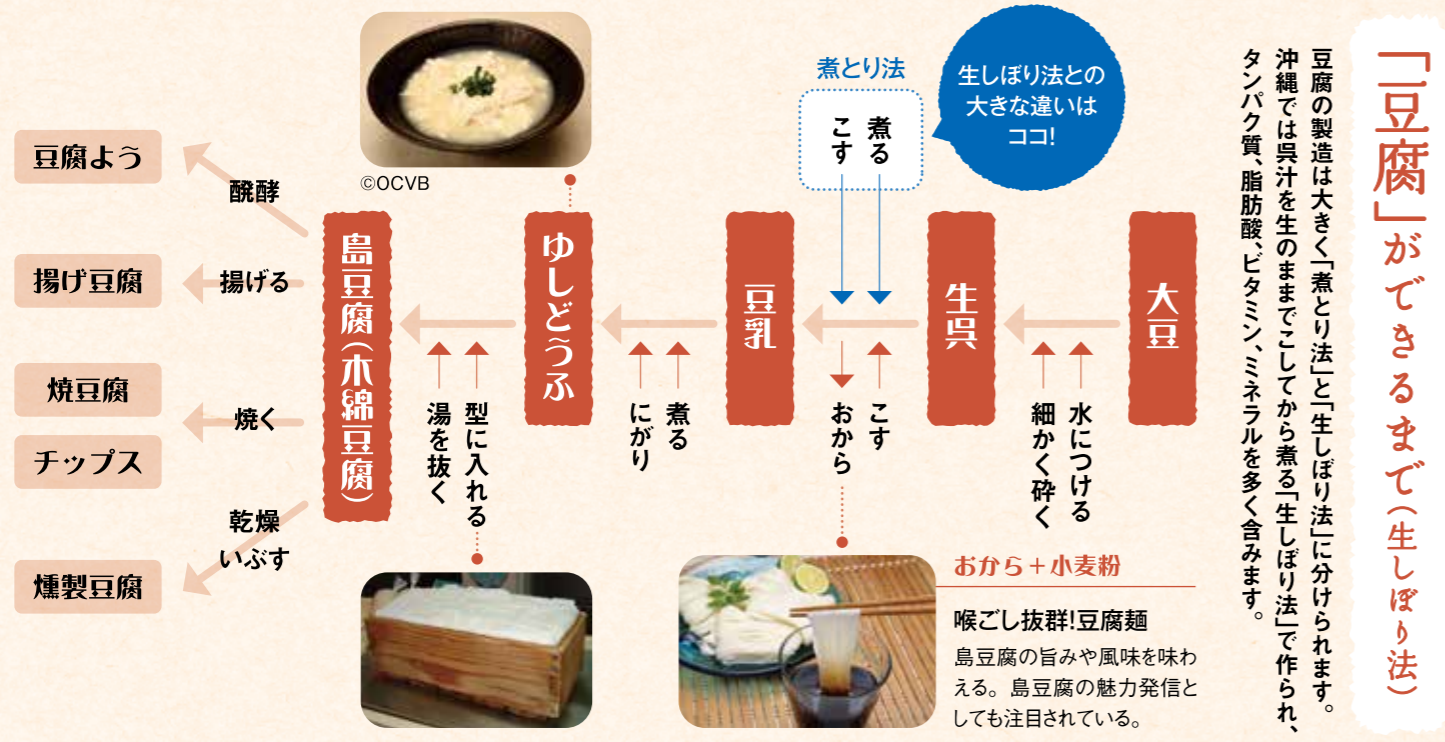 「豆腐」ができるまで（生しぼり法）
豆腐の製造は大きく「煮とり法」と「生しぼり法」に分けられます。
沖縄では呉汁を生のままでこしてから煮る「生しぼり法」で作られ、
タンパク質、脂肪酸、ビタミン、ミネラルを多く含みます。
生しぼり法との
大きな違いは
ココ!
煮とり法
煮る
こす
大豆
水につける
細かく砕く
生呉
こす
おから
豆乳
煮る
にがり
ゆしどうふ
©OCVB
型に入れる
湯を抜く
島豆腐（木綿豆腐）
醗酵
豆腐よう
揚げる
揚げ豆腐
焼く
焼豆腐
チップス
乾燥
いぶす
燻製豆腐
おから＋小麦粉
喉ごし抜群!豆腐麺
島豆腐の旨みや風味を味わ
える。島豆腐の魅力発信と
しても注目されている。